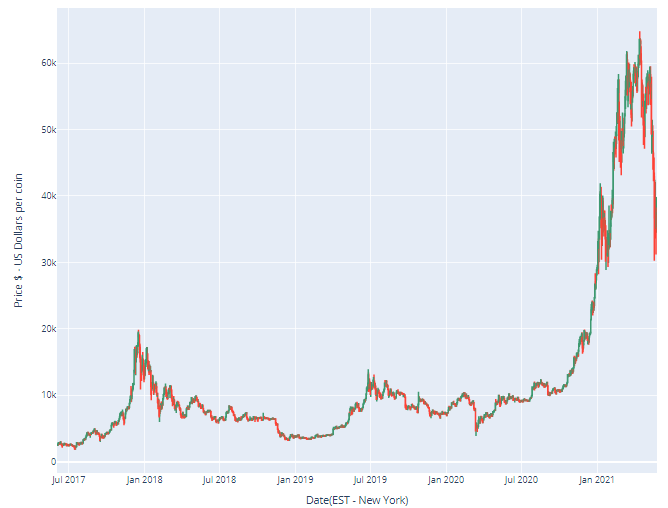 60k
50k
40k
30k
20k
10k
0
Price $ - US Dollars per coin
Jul 2017 Jan 2018 Jul 2018 Jan 2019 Jul 2019 Jan 2020 Jul 2020 Jan 2021
Date(EST - New York)